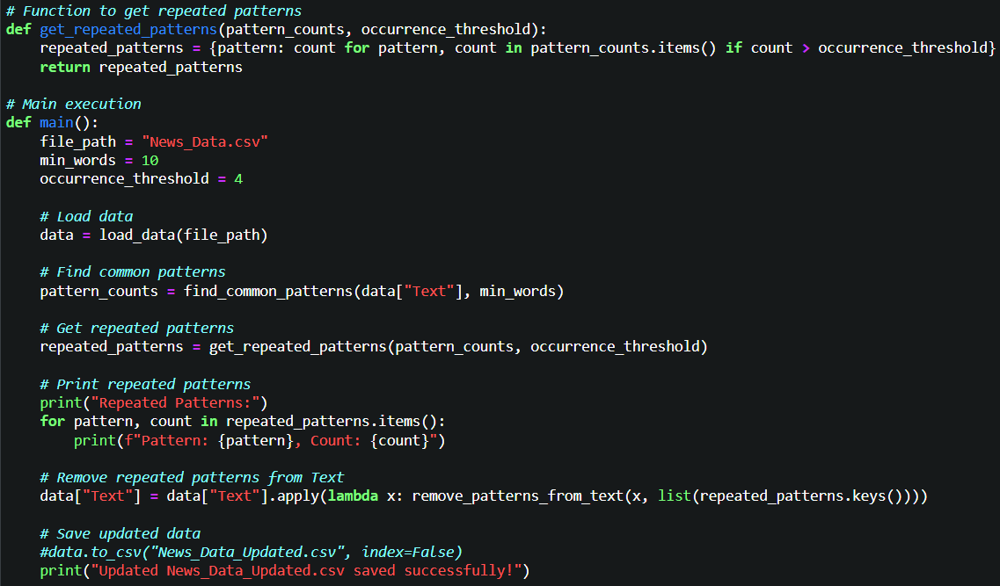 # Function to get repeated patterns
def get_repeated_patterns(pattern_counts, occurrence_threshold):
    repeated_patterns = {pattern: count for pattern, count in pattern_counts.items() if count > occurrence_threshold}
    return repeated_patterns

# Main execution
def main():
    file_path = "News_Data.csv"
    min_words = 10
    occurrence_threshold = 4

    # Load data
    data = load_data(file_path)

    # Find common patterns
    pattern_counts = find_common_patterns(data["Text"], min_words)

    # Get repeated patterns
    repeated_patterns = get_repeated_patterns(pattern_counts, occurrence_threshold)

    # Print repeated patterns
    print("Repeated Patterns:")
    for pattern, count in repeated_patterns.items():
        print(f"Pattern: {pattern}, Count: {count}")

    # Remove repeated patterns from Text
    data["Text"] = data["Text"].apply(lambda x: remove_patterns_from_text(x, list(repeated_patterns.keys())))

    # Save updated data
    #data.to_csv("News_Data_Updated.csv", index=False)
    print("Updated News_Data_Updated.csv saved successfully!")